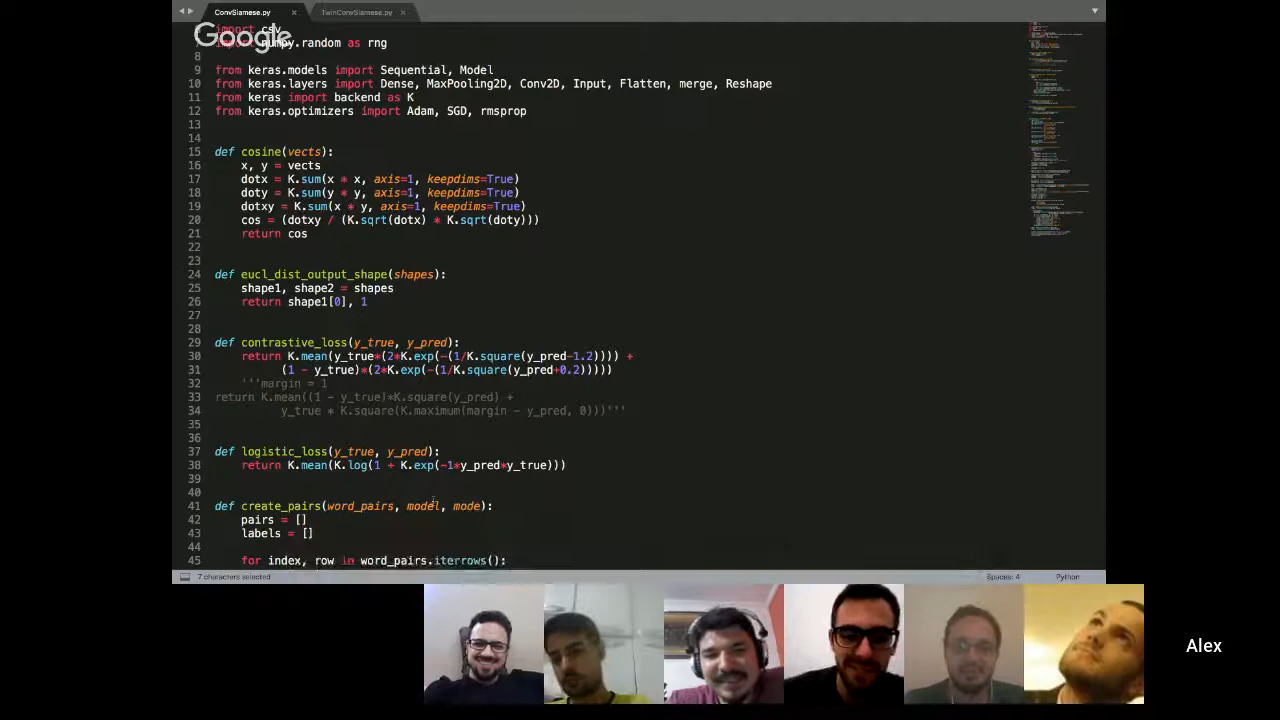 ConvSiamese.py × TwinConvSiamese.py ×
Google
import csv
7 import numpy.random as rng
8
9 from keras.models import Sequential, Model
10 from keras.layers import Dense, MaxPooling2D, Conv2D, Input, Flatten, merge, Reshape
11 from keras import backend as K
12 from keras.optimizers import Adam, SGD, rmsprop
13
14
15 def cosine(vects):
16 x, y = vects
17 dotx = K.sum(x * x, axis=1, keepdims=True)
18 doty = K.sum(y * y, axis=1, keepdims=True)
19 dotxy = K.sum(x * y, axis=1, keepdims=True)
20 cos = (dotxy / (K.sqrt(dotx) * K.sqrt(doty)))
21 return cos
22
23
24 def eucl_dist_output_shape(shapes):
25 shape1, shape2 = shapes
26 return shape1[0], 1
27
28
29 def contrastive_loss(y_true, y_pred):
30 return K.mean(y_true*(2*K.exp(-(1/K.square(y_pred-1.2)))) +
31 (1 - y_true)*(2*K.exp(-(1/K.square(y_pred+0.2)))))
32 '''margin = 1
33 return K.mean((1 - y_true)*K.square(y_pred) +
34 y_true * K.square(K.maximum(margin - y_pred, 0)))'''
35
36
37 def logistic_loss(y_true, y_pred):
38 return K.mean(K.log(1 + K.exp(-1*y_pred*y_true)))
39
40
41 def create_pairs(word_pairs, model, mode):
42 pairs = []
43 labels = []
44
45 for index, row in word_pairs.iterrows():
7 characters selected Spaces: 4 Python
Alex